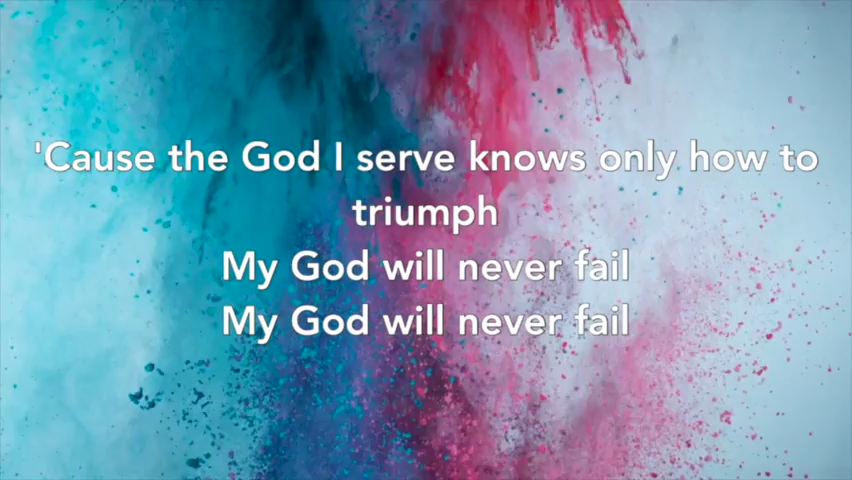 'Cause the God I serve knows only how to
triumph
My God will never fail
My God will never fail